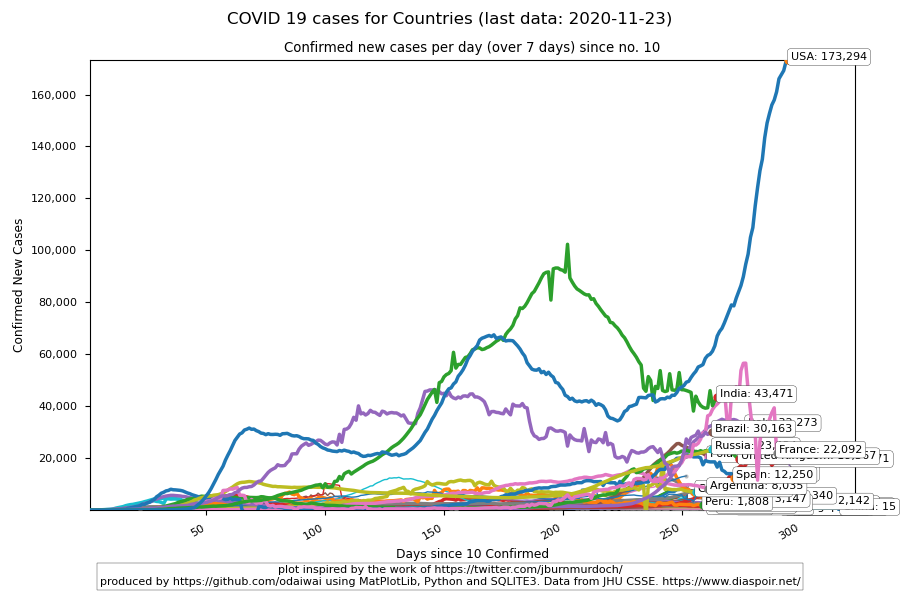 COVID 19 cases for Countries (last data: 2020-11-23)
Confirmed new cases per day (over 7 days) since no. 10
USA: 173,294
160,000
140,000
120,000
100,000
80,000
60,000
40,000
20,000
Confirmed New Cases
India: 43,471
Brazil: 30,163
Russia: 23,
France: 22,092
Spain: 12,250
Argentina: 8,035
Peru: 1,808
50
100
150
200
250
300
Days since 10 Confirmed
plot inspired by the work of https://twitter.com/jburnmurdoch/
produced by https://github.com/odaiwai using MatPlotLib, Python and SQLITE3. Data from JHU CSSE. https://www.diaspoir.net/